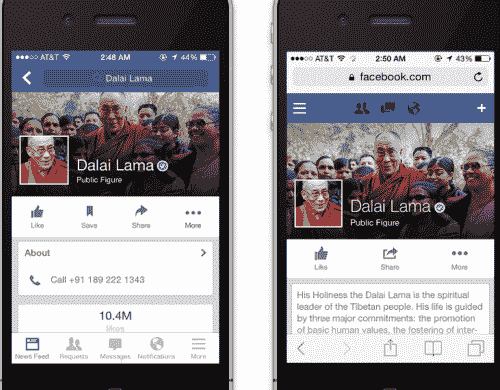 AT&T 2:48 AM 44%
Dalai Lama
Dalai Lama
Public Figure
Like Save Share More
About
Call +91 189 222 1343
10.4M
likes
News Feed Requests Messages Notifications More
AT&T 2:50 AM 43%
facebook.com
Dalai Lama
Public Figure
Like Share More
His Holiness the Dalai Lama is the spiritual
leader of the Tibetan people. His life is guided
by three major commitments: the promotion
of basic human values, the fostering of inter-